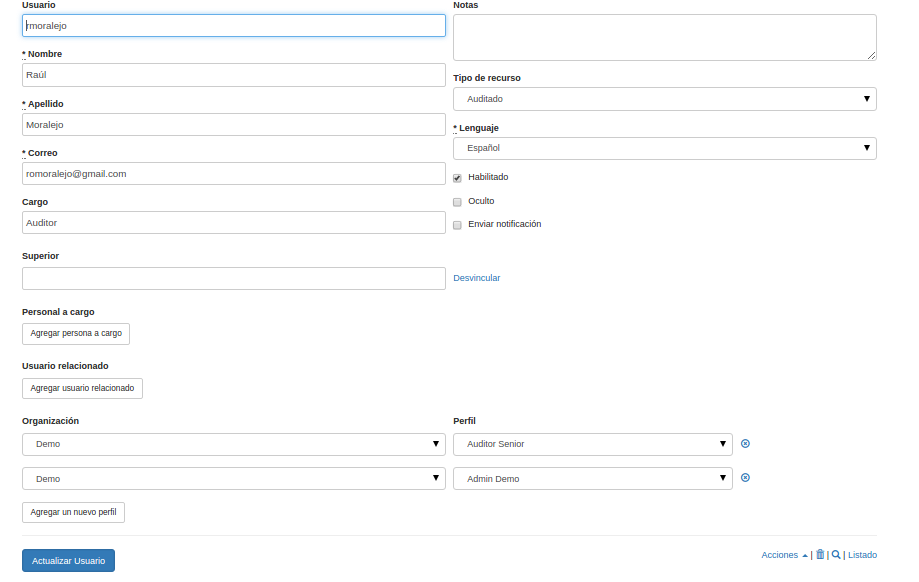 Usuario
rmoralejo
* Nombre
Raúl
* Apellido
Moralejo
* Correo
romoralejo@gmail.com
Cargo
Auditor
Notas
Tipo de recurso
Auditado
* Lenguaje
Español
Habilitado
Oculto
Enviar notificación
Superior
Desvincular
Personal a cargo
Agregar persona a cargo
Usuario relacionado
Agregar usuario relacionado
Organización Perfil
Demo Auditor Senior
Demo Admin Demo
Agregar un nuevo perfil
Actualizar Usuario Acciones | | | Listado